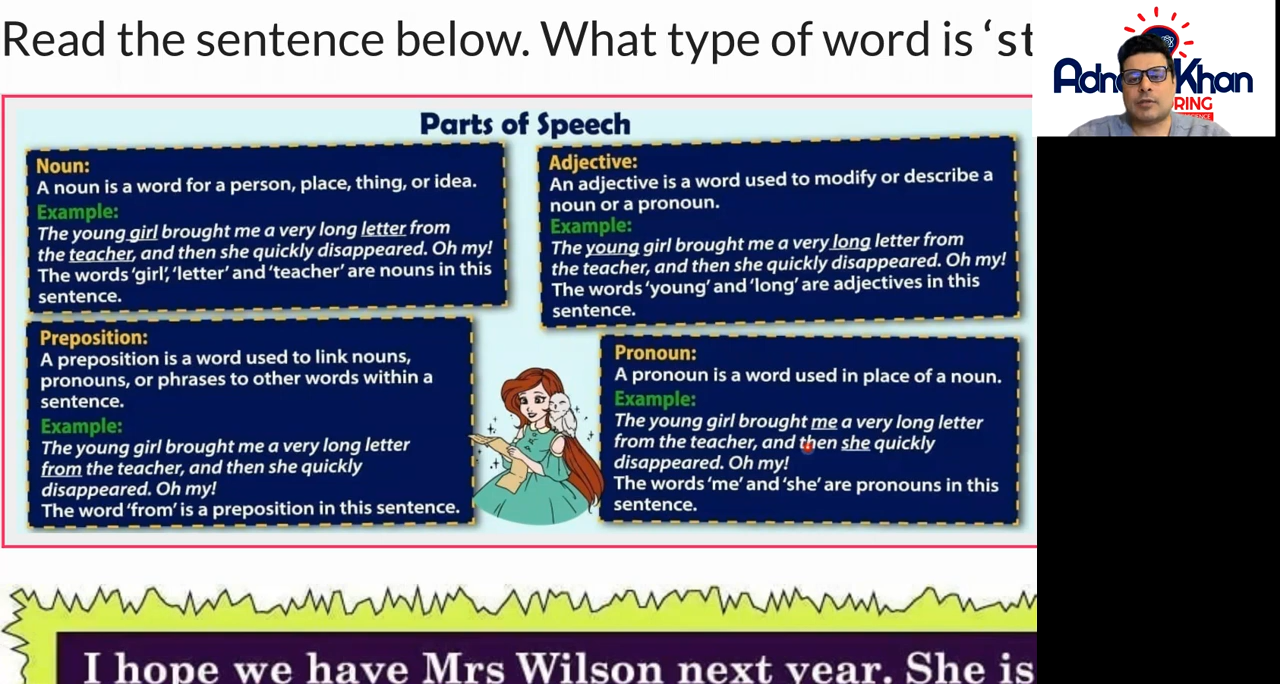 Read the sentence below. What type of word is ‘st
Khan
RING
Parts of Speech
Noun:
A noun is a word for a person, place, thing, or idea.
Example:
The young girl brought me a very long letter from
the teacher, and then she quickly disappeared. Oh my!
The words ‘girl’, ‘letter’ and ‘teacher’ are nouns in this
sentence.
Adjective:
An adjective is a word used to modify or describe a
noun or a pronoun.
Example:
The young girl brought me a very long letter from
the teacher, and then she quickly disappeared. Oh my!
The words ‘young’ and ‘long’ are adjectives in this
sentence.
Preposition:
A preposition is a word used to link nouns,
pronouns, or phrases to other words within a
sentence.
Example:
The young girl brought me a very long letter
from the teacher, and then she quickly
disappeared. Oh my!
The word ‘from’ is a preposition in this sentence.
Pronoun:
A pronoun is a word used in place of a noun.
Example:
The young girl brought me a very long letter
from the teacher, and then she quickly
disappeared. Oh my!
The words ‘me’ and ‘she’ are pronouns in this
sentence.
I hope we have Mrs Wilson next year. She is